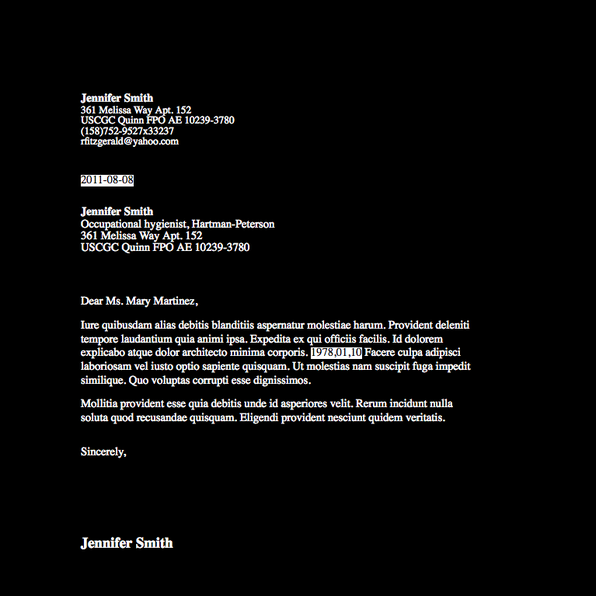 Jennifer Smith
361 Melissa Way Apt. 152
USCGC Quinn FPO AE 10239-3780
(158)752-9527x33237
rfitzgerald@yahoo.com
2011-08-08
Jennifer Smith
Occupational hygienist, Hartman-Peterson
361 Melissa Way Apt. 152
USCGC Quinn FPO AE 10239-3780
Dear Ms. Mary Martinez,
Iure quibusdam alias debitis blanditiis aspernatur molestiae harum. Provident deleniti
tempore laudantium quia animi ipsa. Expedita ex qui officiis facilis. Id dolorem
explicabo atque dolor architecto minima corporis. 1978,01,10 Facere culpa adipisci
laboriosam vel iusto optio sapiente quisquam. Ut molestias nam suscipit fuga impedit
similique. Quo voluptas corrupti esse dignissimos.
Mollitia provident esse quia debitis unde id asperiores velit. Rerum incidunt nulla
soluta quod recusandae quisquam. Eligendi provident nesciunt quidem veritatis.
Sincerely,
Jennifer Smith